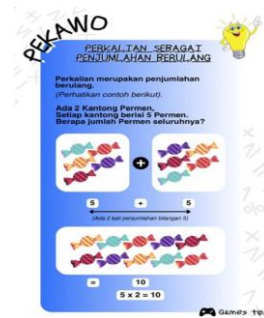 PEKAWO
PERKALIAN SEBAGAI
PENJUMLAHAN BERULANG
Perkalian merupakan penjumlahan
berulang.
(Perhatikan contoh berikut).
Ada 2 Kantong Permen,
Setiap kantong berisi 5 Permen.
Berapa jumlah Permen seluruhnya?
+
5 + 5
(Ada 2 kali penjumlahan bilangan 5)
= 10
5 x 2 = 10
Games tip